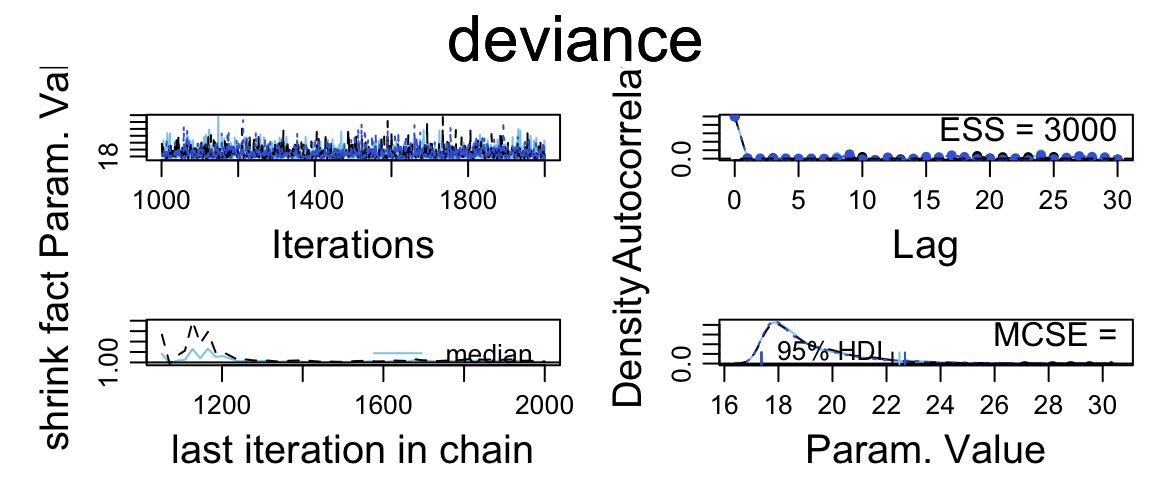 deviance
Param. Val
18
1000 1400 1800
Iterations
Autocorrela
0.0
ESS = 3000
0 5 10 15 20 25 30
Lag
shrink fact
1.00
median
1200 1600 2000
last iteration in chain
Density
0.0
MCSE =
95% HDI
16 18 20 22 24 26 28 30
Param. Value